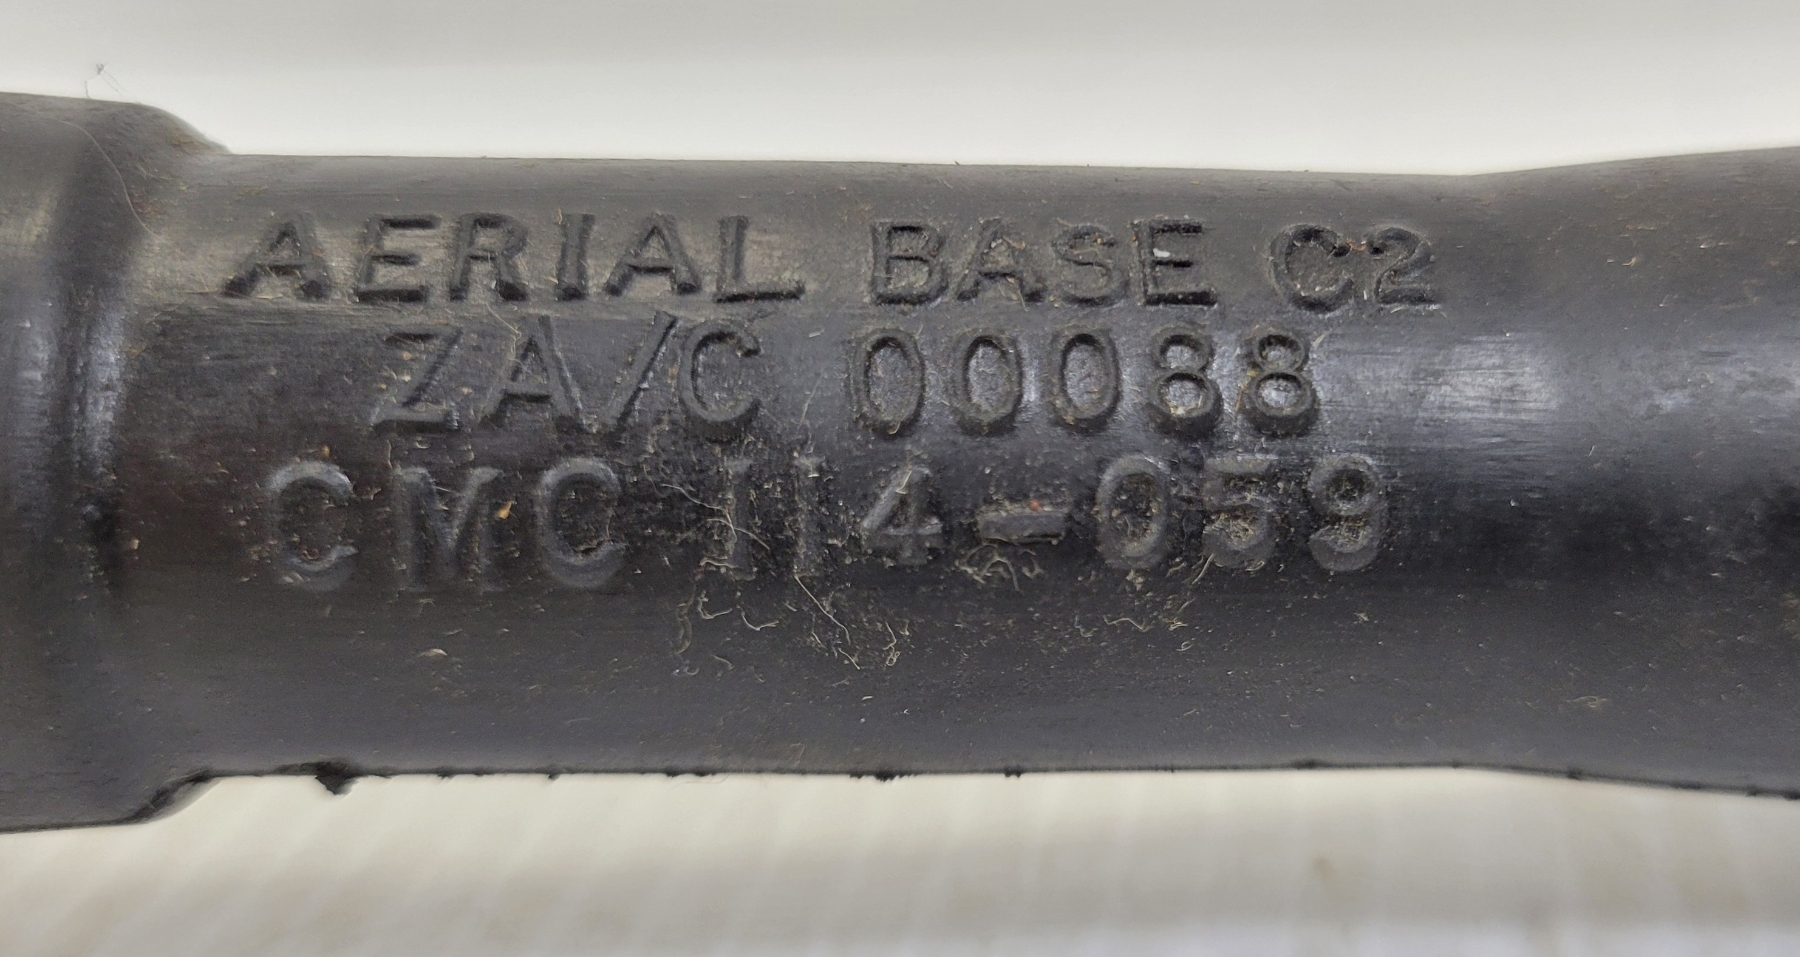 AERIAL BASE C2
ZA/C 00088
CMC 114-059